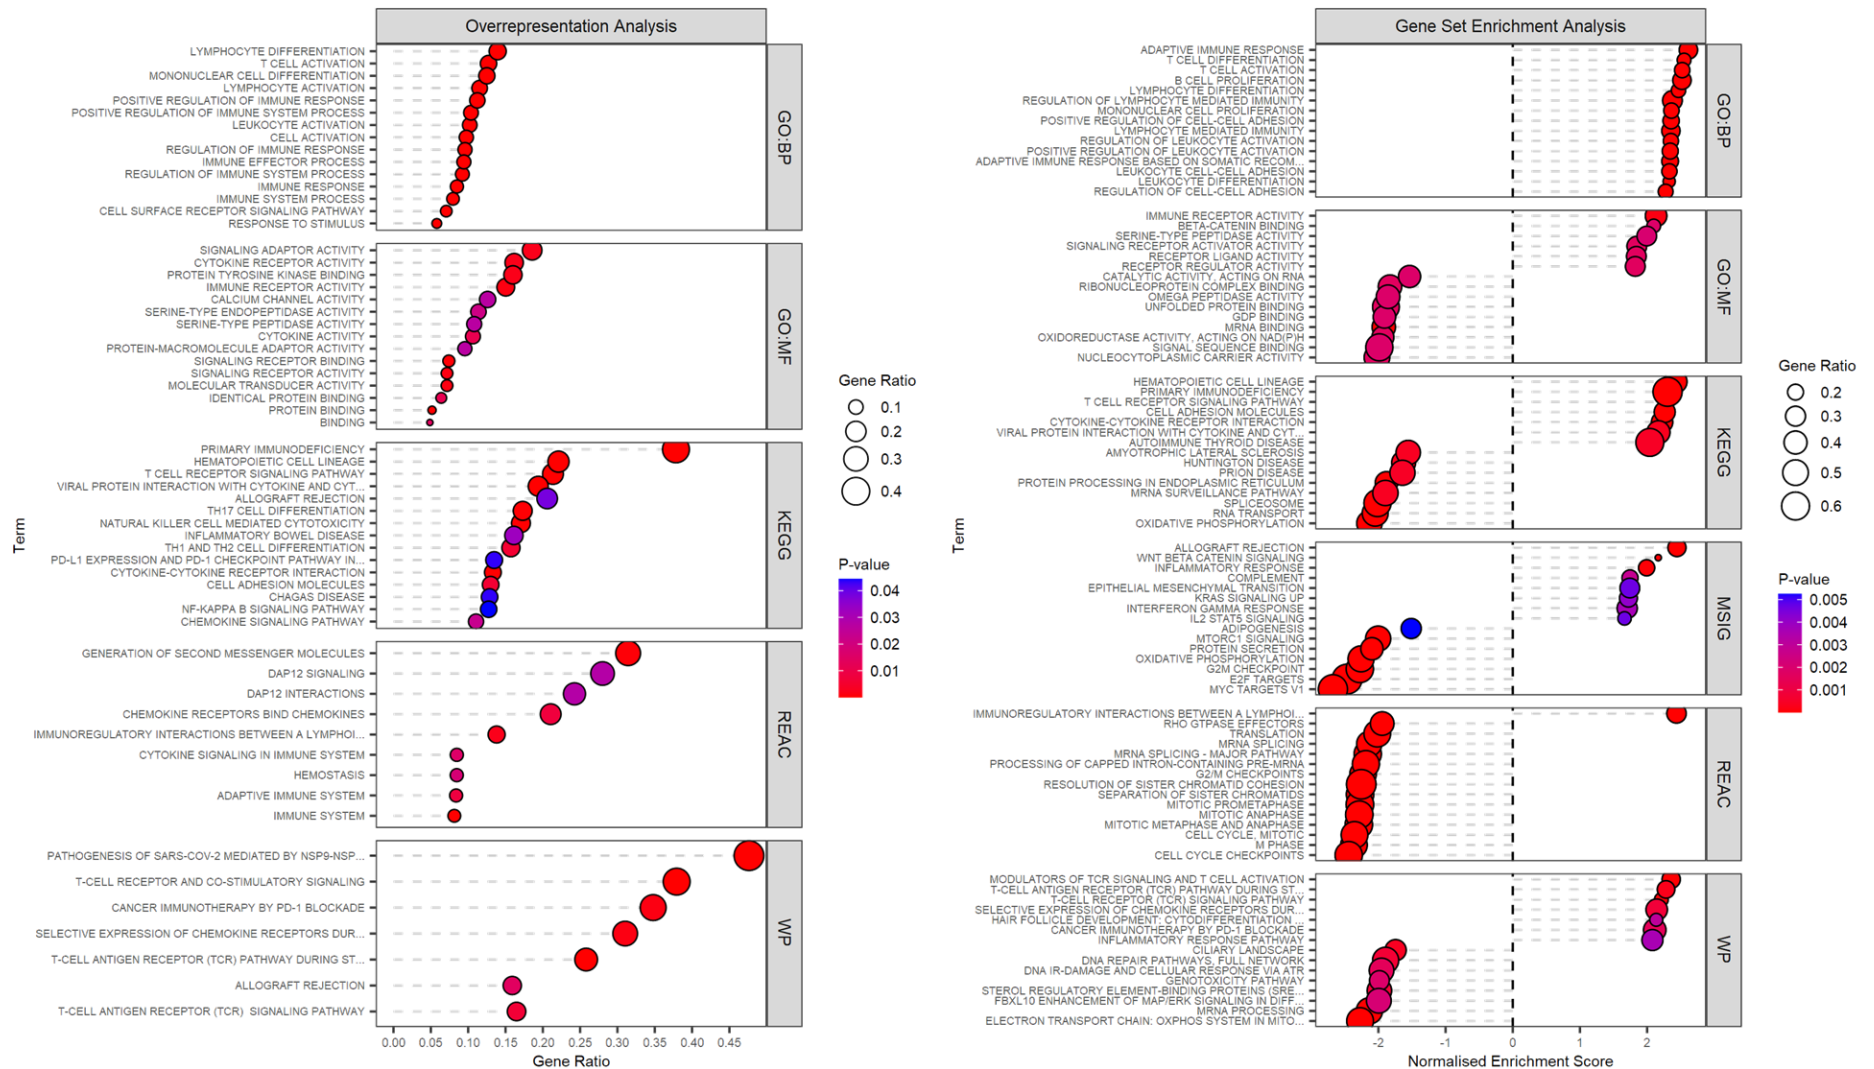 Overrepresentation Analysis
Term
LYMPHOCYTE DIFFERENTIATION
T CELL ACTIVATION
MONONUCLEAR CELL DIFFERENTIATION
LYMPHOCYTE ACTIVATION
POSITIVE REGULATION OF IMMUNE RESPONSE
POSITIVE REGULATION OF IMMUNE SYSTEM PROCESS
LEUKOCYTE ACTIVATION
CELL ACTIVATION
REGULATION OF IMMUNE RESPONSE
IMMUNE EFFECTOR PROCESS
REGULATION OF IMMUNE SYSTEM PROCESS
IMMUNE RESPONSE
IMMUNE SYSTEM PROCESS
CELL SURFACE RECEPTOR SIGNALING PATHWAY
RESPONSE TO STIMULUS
GO:BP
SIGNALING ADAPTOR ACTIVITY
CYTOKINE RECEPTOR ACTIVITY
PROTEIN TYROSINE KINASE BINDING
IMMUNE RECEPTOR ACTIVITY
CALCIUM CHANNEL ACTIVITY
SERINE-TYPE ENDOPEPTIDASE ACTIVITY
SERINE-TYPE PEPTIDASE ACTIVITY
CYTOKINE ACTIVITY
PROTEIN-MACROMOLECULE ADAPTOR ACTIVITY
SIGNALING RECEPTOR BINDING
SIGNALING RECEPTOR ACTIVITY
MOLECULAR TRANSDUCER ACTIVITY
IDENTICAL PROTEIN BINDING
PROTEIN BINDING
BINDING
GO:MF
PRIMARY IMMUNODEFICIENCY
HEMATOPOIETIC CELL LINEAGE
T CELL RECEPTOR SIGNALING PATHWAY
VIRAL PROTEIN INTERACTION WITH CYTOKINE AND CYT...
ALLOGRAFT REJECTION
TH17 CELL DIFFERENTIATION
NATURAL KILLER CELL MEDIATED CYTOTOXICITY
INFLAMMATORY BOWEL DISEASE
TH1 AND TH2 CELL DIFFERENTIATION
PD-L1 EXPRESSION AND PD-1 CHECKPOINT PATHWAY IN...
CYTOKINE-CYTOKINE RECEPTOR INTERACTION
CELL ADHESION MOLECULES
CHAGAS DISEASE
NF-KAPPA B SIGNALING PATHWAY
CHEMOKINE SIGNALING PATHWAY
KEGG
GENERATION OF SECOND MESSENGER MOLECULES
DAP12 SIGNALING
DAP12 INTERACTIONS
CHEMOKINE RECEPTORS BIND CHEMOKINES
IMMUNOREGULATORY INTERACTIONS BETWEEN A LYMPHOI...
CYTOKINE SIGNALING IN IMMUNE SYSTEM
HEMOSTASIS
ADAPTIVE IMMUNE SYSTEM
IMMUNE SYSTEM
REAC
PATHOGENESIS OF SARS-COV-2 MEDIATED BY NSP9-NSP...
T-CELL RECEPTOR AND CO-STIMULATORY SIGNALING
CANCER IMMUNOTHERAPY BY PD-1 BLOCKADE
SELECTIVE EXPRESSION OF CHEMOKINE RECEPTORS DUR...
T-CELL ANTIGEN RECEPTOR (TCR) PATHWAY DURING ST...
ALLOGRAFT REJECTION
T-CELL ANTIGEN RECEPTOR (TCR) SIGNALING PATHWAY
WP
0.00 0.05 0.10 0.15 0.20 0.25 0.30 0.35 0.40 0.45
Gene Ratio
Gene Ratio
0.1
0.2
0.3
0.4
P-value
0.04
0.03
0.02
0.01
Gene Set Enrichment Analysis
Term
ADAPTIVE IMMUNE RESPONSE
T CELL DIFFERENTIATION
T CELL ACTIVATION
B CELL PROLIFERATION
LYMPHOCYTE DIFFERENTIATION
REGULATION OF LYMPHOCYTE MEDIATED IMMUNITY
MONONUCLEAR CELL PROLIFERATION
POSITIVE REGULATION OF CELL-CELL ADHESION
LYMPHOCYTE MEDIATED IMMUNITY
REGULATION OF LEUKOCYTE ACTIVATION
POSITIVE REGULATION OF LEUKOCYTE ACTIVATION
ADAPTIVE IMMUNE RESPONSE BASED ON SOMATIC RECOM...
LEUKOCYTE CELL-CELL ADHESION
LEUKOCYTE DIFFERENTIATION
REGULATION OF CELL-CELL ADHESION
GO:BP
IMMUNE RECEPTOR ACTIVITY
BETA-CATENIN BINDING
SERINE-TYPE PEPTIDASE ACTIVITY
SIGNALING RECEPTOR ACTIVATOR ACTIVITY
RECEPTOR LIGAND ACTIVITY
RECEPTOR REGULATOR ACTIVITY
CATALYTIC ACTIVITY, ACTING ON RNA
RIBONUCLEOPROTEIN COMPLEX BINDING
OMEGA PEPTIDASE ACTIVITY
UNFOLDED PROTEIN BINDING
GDP BINDING
MRNA BINDING
OXIDOREDUCTASE ACTIVITY, ACTING ON NAD(P)H
SIGNAL SEQUENCE BINDING
NUCLEOCYTOPLASMIC CARRIER ACTIVITY
GO:MF
HEMATOPOIETIC CELL LINEAGE
PRIMARY IMMUNODEFICIENCY
T CELL RECEPTOR SIGNALING PATHWAY
CELL ADHESION MOLECULES
CYTOKINE-CYTOKINE RECEPTOR INTERACTION
VIRAL PROTEIN INTERACTION WITH CYTOKINE AND CYT...
AUTOIMMUNE THYROID DISEASE
AMYOTROPHIC LATERAL SCLEROSIS
HUNTINGTON DISEASE
PRION DISEASE
PROTEIN PROCESSING IN ENDOPLASMIC RETICULUM
MRNA SURVEILLANCE PATHWAY
SPLICEOSOME
RNA TRANSPORT
OXIDATIVE PHOSPHORYLATION
KEGG
ALLOGRAFT REJECTION
WNT BETA CATENIN SIGNALING
INFLAMMATORY RESPONSE
COMPLEMENT
EPITHELIAL MESENCHYMAL TRANSITION
KRAS SIGNALING UP
INTERFERON GAMMA RESPONSE
IL2 STAT5 SIGNALING
ADIPOGENESIS
MTORC1 SIGNALING
PROTEIN SECRETION
OXIDATIVE PHOSPHORYLATION
G2M CHECKPOINT
E2F TARGETS
MYC TARGETS V1
MSIG
IMMUNOREGULATORY INTERACTIONS BETWEEN A LYMPHOI...
RHO GTPASE EFFECTORS
TRANSLATION
MRNA SPLICING
MRNA SPLICING - MAJOR PATHWAY
PROCESSING OF CAPPED INTRON-CONTAINING PRE-MRNA
G2/M CHECKPOINTS
RESOLUTION OF SISTER CHROMATID COHESION
SEPARATION OF SISTER CHROMATIDS
MITOTIC PROMETAPHASE
MITOTIC ANAPHASE
MITOTIC METAPHASE AND ANAPHASE
CELL CYCLE, MITOTIC
M PHASE
CELL CYCLE CHECKPOINTS
REAC
MODULATORS OF TCR SIGNALING AND T CELL ACTIVATION
T-CELL ANTIGEN RECEPTOR (TCR) PATHWAY DURING ST...
T-CELL RECEPTOR (TCR) SIGNALING PATHWAY
SELECTIVE EXPRESSION OF CHEMOKINE RECEPTORS DUR...
HAIR FOLLICLE DEVELOPMENT: CYTODIFFERENTIATION ...
CANCER IMMUNOTHERAPY BY PD-1 BLOCKADE
INFLAMMATORY RESPONSE PATHWAY
CILIARY LANDSCAPE
DNA REPAIR PATHWAYS, FULL NETWORK
DNA IR-DAMAGE AND CELLULAR RESPONSE VIA ATR
GENOTOXICITY PATHWAY
STEROL REGULATORY ELEMENT-BINDING PROTEINS (SRE...
FBXL10 ENHANCEMENT OF MAP/ERK SIGNALING IN DIFF...
MRNA PROCESSING
ELECTRON TRANSPORT CHAIN: OXPHOS SYSTEM IN MITO...
WP
-2 -1 0 1 2
Normalised Enrichment Score
Gene Ratio
0.2
0.3
0.4
0.5
0.6
P-value
0.005
0.004
0.003
0.002
0.001